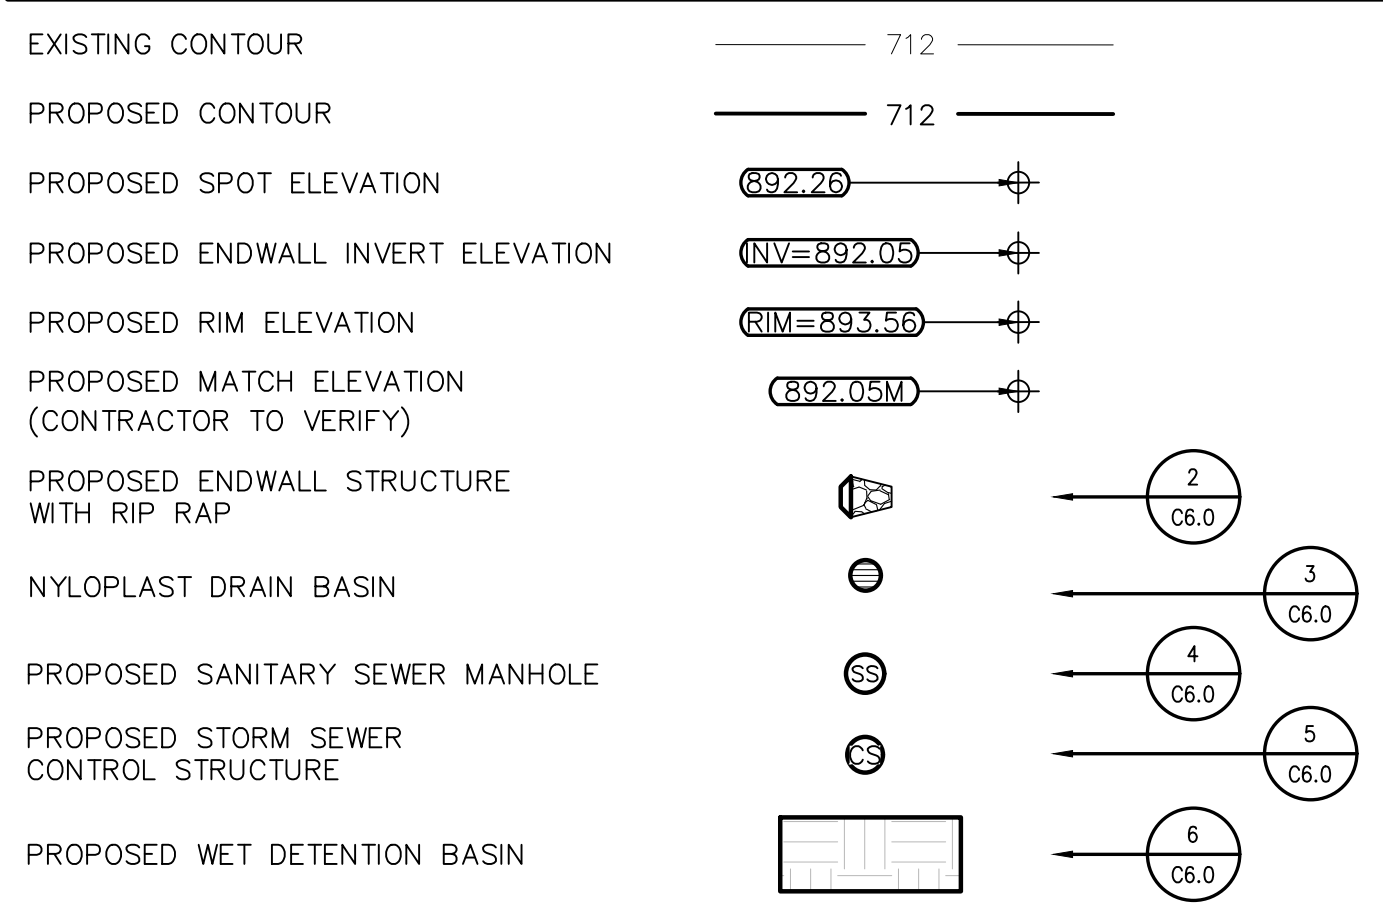 EXISTING CONTOUR 712
PROPOSED CONTOUR 712
PROPOSED SPOT ELEVATION 892.26
PROPOSED ENDWALL INVERT ELEVATION INV=892.05
PROPOSED RIM ELEVATION RIM=893.56
PROPOSED MATCH ELEVATION
(CONTRACTOR TO VERIFY)
892.05M
PROPOSED ENDWALL STRUCTURE
WITH RIP RAP
2
C6.0
NYLOPLAST DRAIN BASIN
3
C6.0
PROPOSED SANITARY SEWER MANHOLE
SS
4
C6.0
PROPOSED STORM SEWER
CONTROL STRUCTURE
CS
5
C6.0
PROPOSED WET DETENTION BASIN
6
C6.0